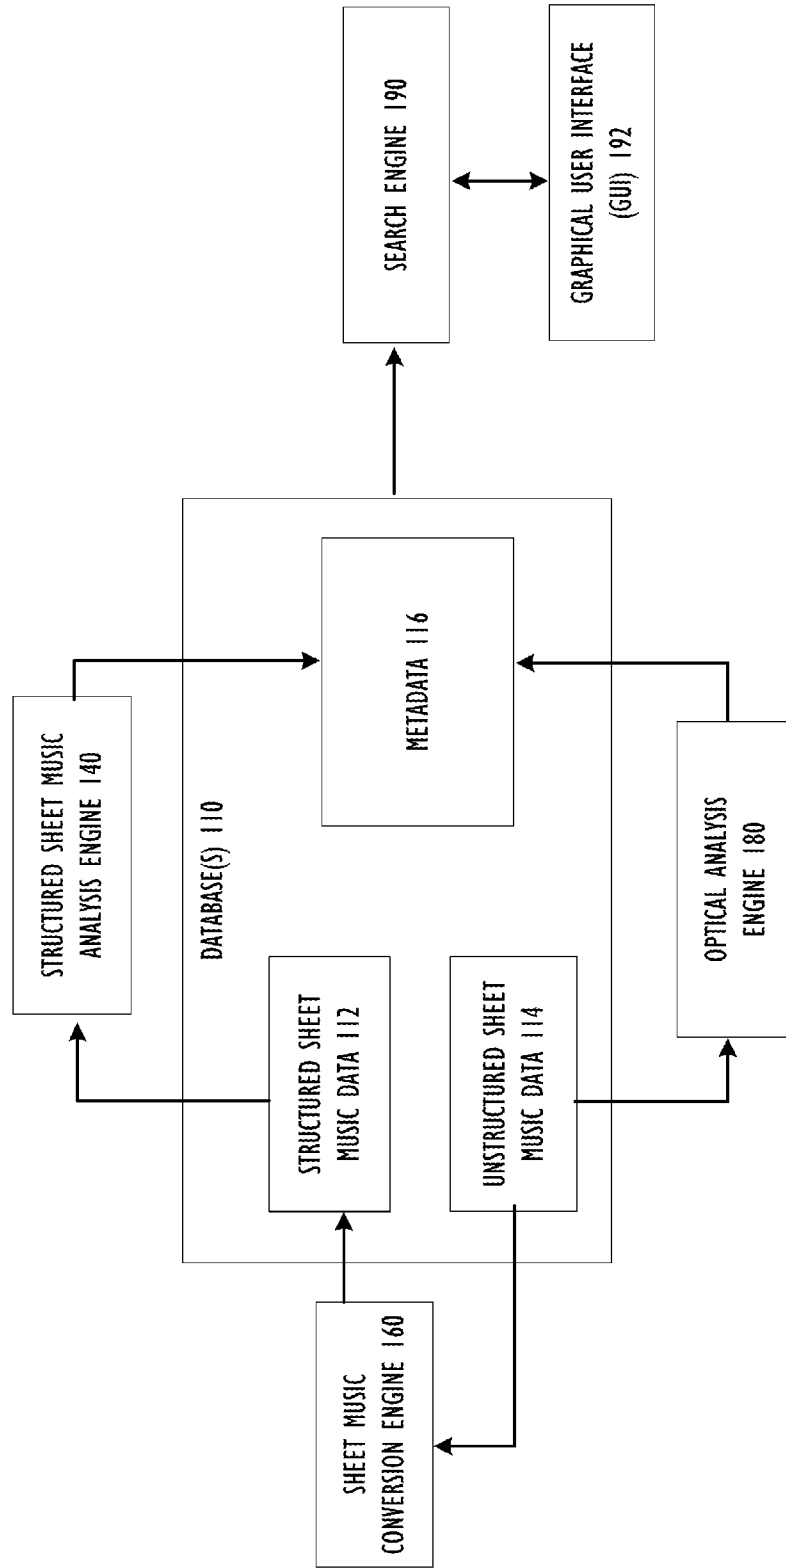 STRUCTURED SHEET MUSIC
ANALYSIS ENGINE 140
SHEET MUSIC
CONVERSION ENGINE 160
DATABASE(S) 110
STRUCTURED SHEET
MUSIC DATA 112
UNSTRUCTURED SHEET
MUSIC DATA 114
METADATA 116
OPTICAL ANALYSIS
ENGINE 180
SEARCH ENGINE 190
GRAPHICAL USER INTERFACE
(GUI) 192